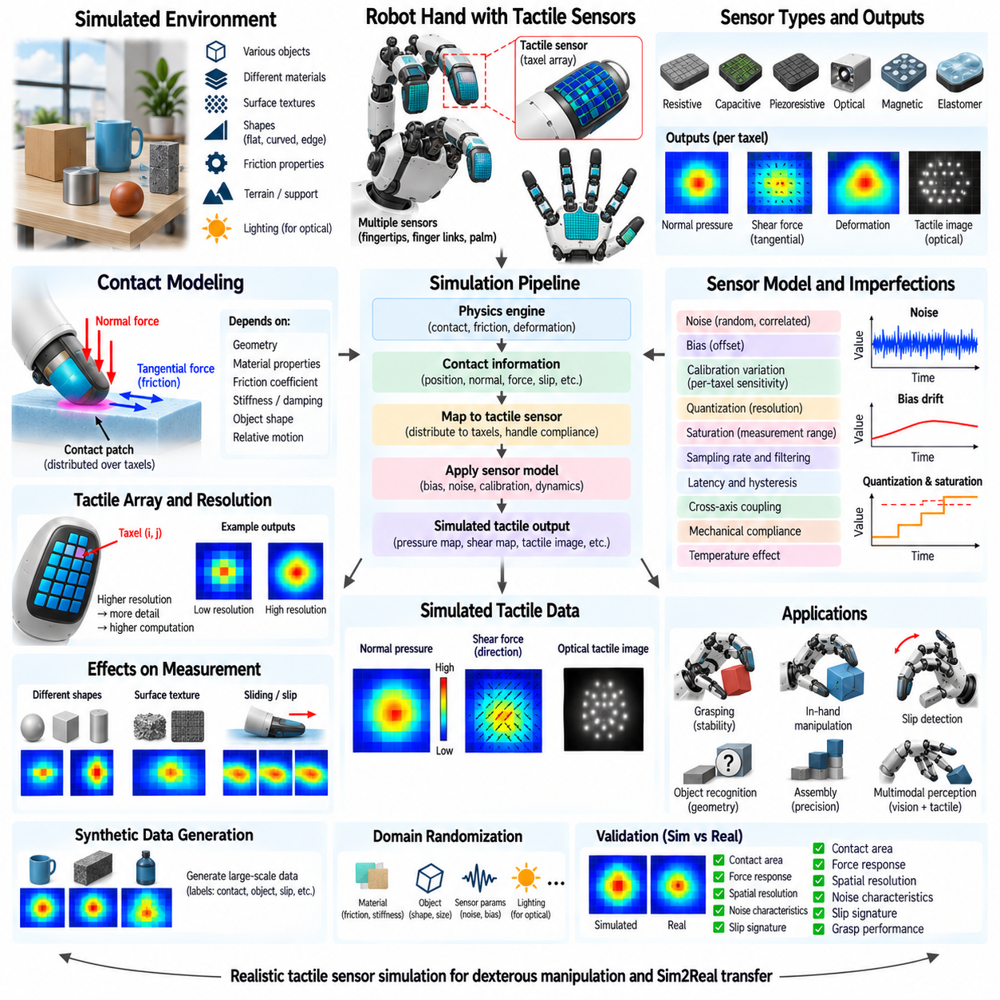 Simulated Environment
Various objects
Different materials
Surface textures
Shapes
(flat, curved, edge)
Friction properties
Terrain / support
Lighting (for optical)
Robot Hand with Tactile Sensors
Tactile sensor
(taxel array)
Multiple sensors
(fingertips, finger links, palm)
Sensor Types and Outputs
Resistive
Capacitive
Piezoresistive
Optical
Magnetic
Elastomer
Outputs (per taxel)
Normal pressure
Shear force
(tangential)
Deformation
Tactile image
(optical)
Contact Modeling
Normal force
Tangential force
(friction)
Contact patch
(distributed over taxels)
Depends on:
Geometry
Material properties
Friction coefficient
Stiffness / damping
Object shape
Relative motion
Simulation Pipeline
Physics engine
(contact, friction, deformation)
Contact information
(position, normal, force, slip, etc.)
Map to tactile sensor
(distribute to taxels, handle compliance)
Apply sensor model
(bias, noise, calibration, dynamics)
Simulated tactile output
(pressure map, shear map, tactile image, etc.)
Sensor Model and Imperfections
Noise (random, correlated)
Bias (offset)
Calibration variation
(per-taxel sensitivity)
Quantization (resolution)
Saturation (measurement range)
Sampling rate and filtering
Latency and hysteresis
Cross-axis coupling
Mechanical compliance
Temperature effect
Noise
Value
Time
Bias drift
Value
Time
Quantization & saturation
Value
Time
Tactile Array and Resolution
Taxel (i, j)
Example outputs
Low resolution
High resolution
Higher resolution
→ more detail
→ higher computation
Effects on Measurement
Different shapes
Surface texture
Sliding / slip
Simulated Tactile Data
Normal pressure
High
Low
Shear force
(direction)
Optical tactile image
Applications
Grasping
(stability)
In-hand
manipulation
Slip detection
?
Object recognition
(geometry)
Assembly
(precision)
Multimodal perception
(vision + tactile)
Synthetic Data Generation
Generate large-scale data
(labels: contact, object, slip, etc.)
Domain Randomization
Material
(friction, stiffness)
Object
(shape, size)
Sensor params
(noise, bias)
Lighting
(for optical)
...
Validation (Sim vs Real)
Simulated
Real
Contact area
Force response
Spatial resolution
Noise characteristics
Slip signature
Contact area
Force response
Spatial resolution
Noise characteristics
Slip signature
Grasp performance
Realistic tactile sensor simulation for dexterous manipulation and Sim2Real transfer